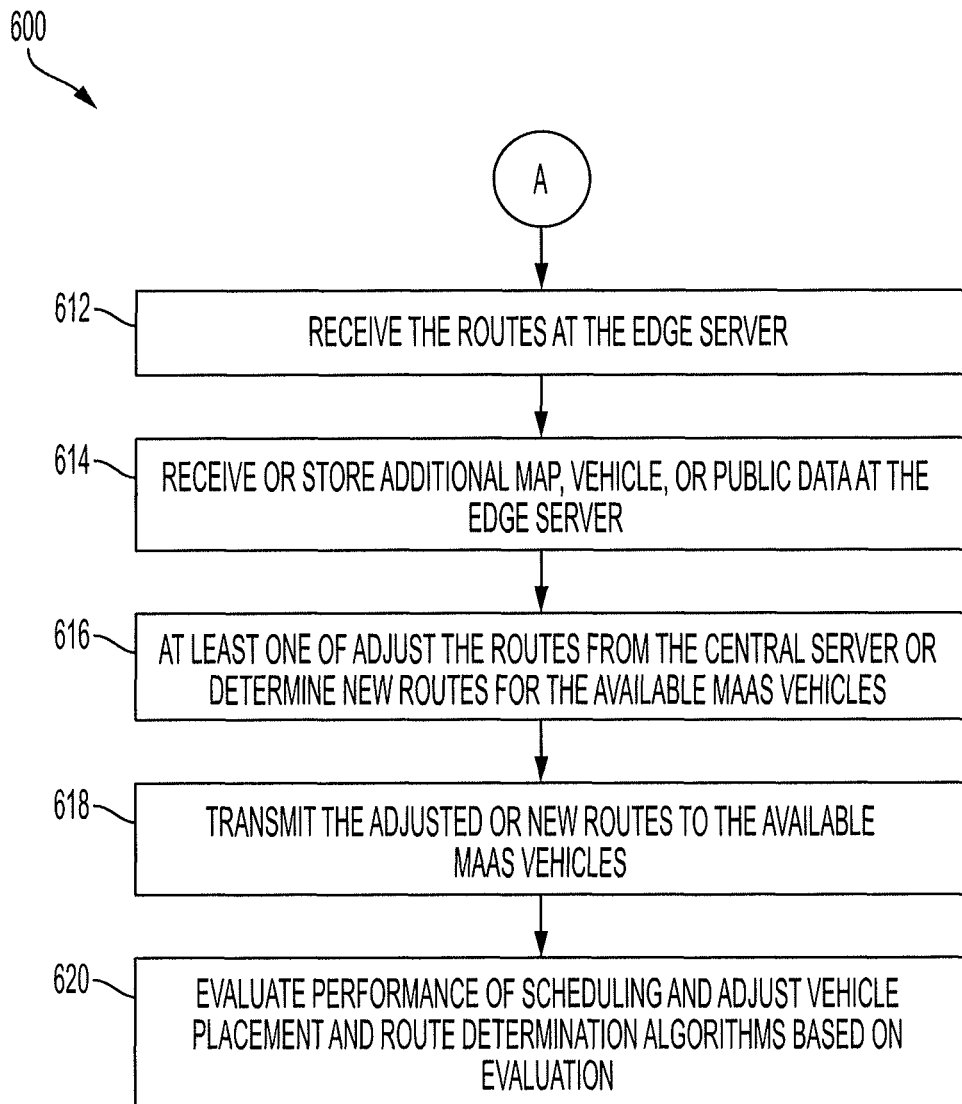 600
A
612
RECEIVE THE ROUTES AT THE EDGE SERVER
614
RECEIVE OR STORE ADDITIONAL MAP, VEHICLE, OR PUBLIC DATA AT THE
EDGE SERVER
616
AT LEAST ONE OF ADJUST THE ROUTES FROM THE CENTRAL SERVER OR
DETERMINE NEW ROUTES FOR THE AVAILABLE MAAS VEHICLES
618
TRANSMIT THE ADJUSTED OR NEW ROUTES TO THE AVAILABLE
MAAS VEHICLES
620
EVALUATE PERFORMANCE OF SCHEDULING AND ADJUST VEHICLE
PLACEMENT AND ROUTE DETERMINATION ALGORITHMS BASED ON
EVALUATION